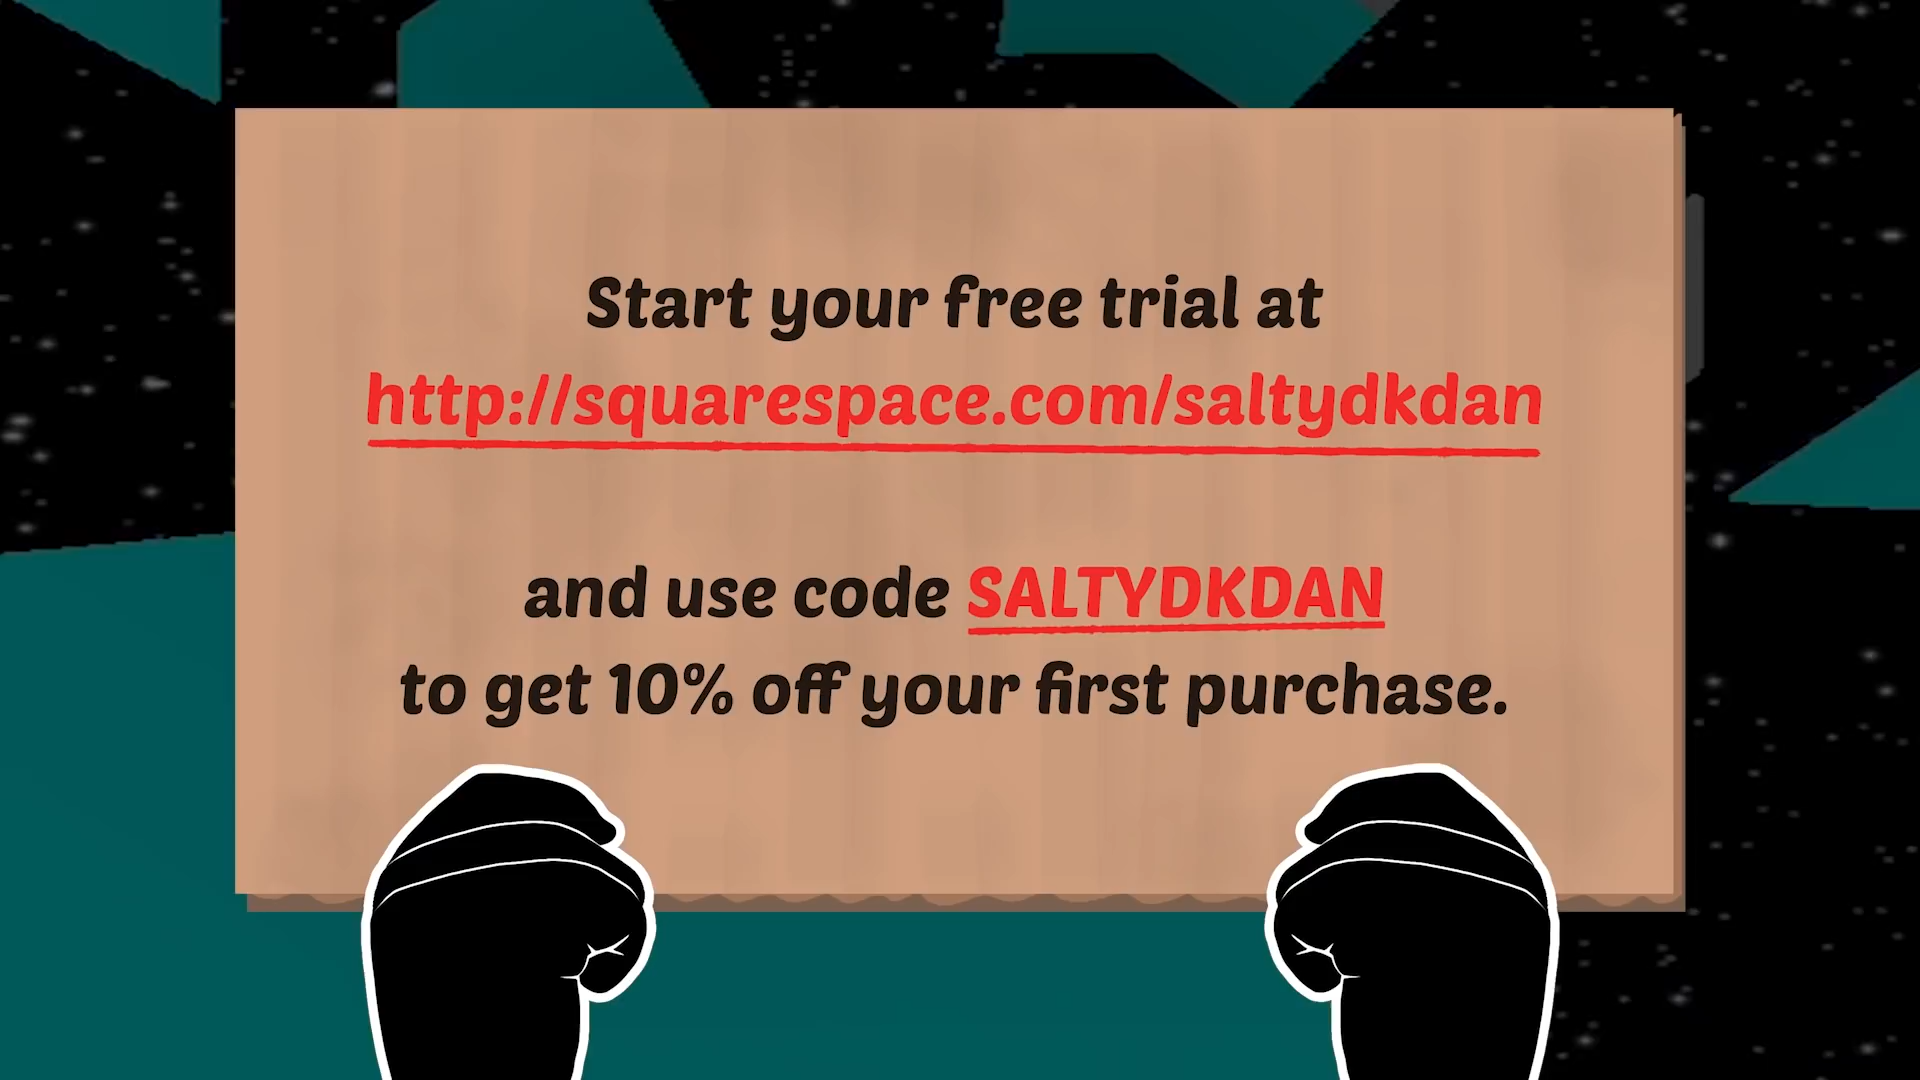 Start your free trial at
http://squarespace.com/saltydkdan
and use code SALTYDKDAN
to get 10% off your first purchase.